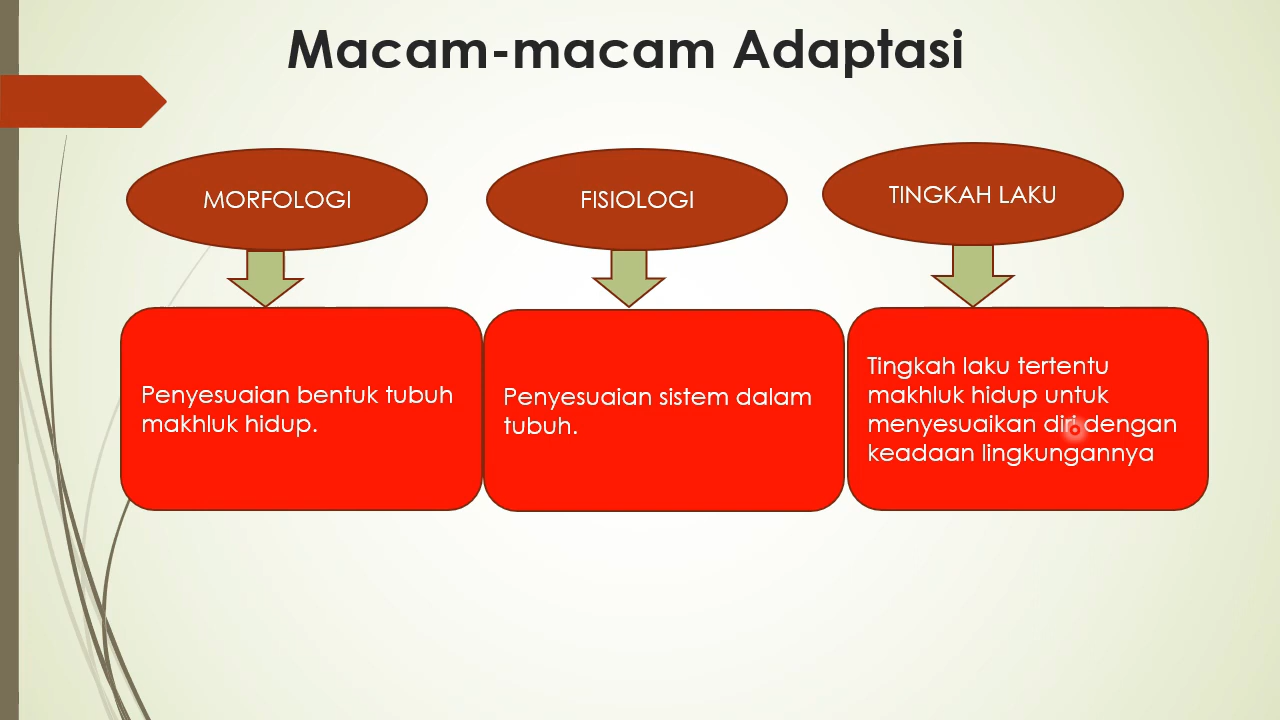 Macam-macam Adaptasi
MORFOLOGI
FISIOLOGI
TINGKAH LAKU
Penyesuaian bentuk tubuh
makhluk hidup.
Penyesuaian sistem dalam
tubuh.
Tingkah laku tertentu
makhluk hidup untuk
menyesuaikan diri dengan
keadaan lingkungannya